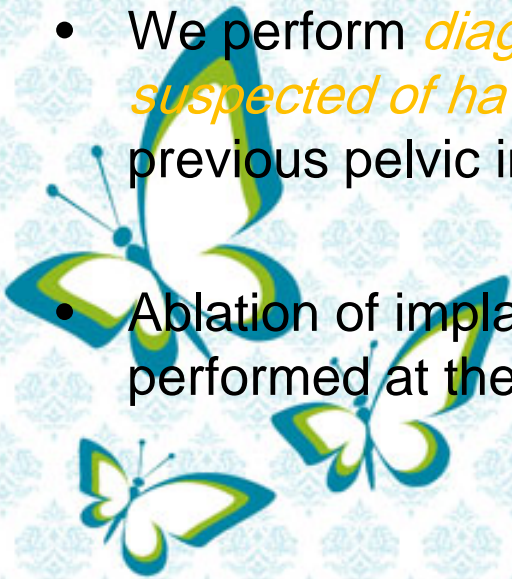 • We perform diag
suspected of ha
previous pelvic i
• Ablation of impla
performed at the